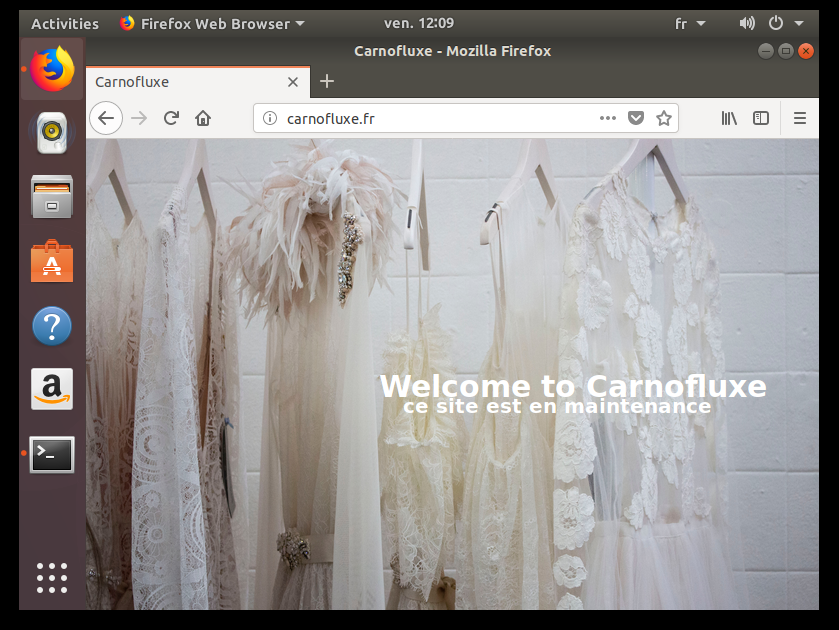 Activities Firefox Web Browser ven. 12:09 fr
Carnofluxe - Mozilla Firefox
Carnofluxe
carnofluxe.fr
Welcome to Carnofluxe
ce site est en maintenance